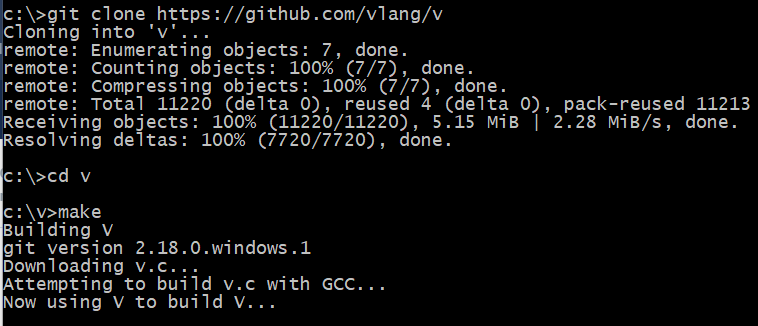 c:\>git clone https://github.com/vlang/v
Cloning into 'v'...
remote: Enumerating objects: 7, done.
remote: Counting objects: 100% (7/7), done.
remote: Compressing objects: 100% (7/7), done.
remote: Total 11220 (delta 0), reused 4 (delta 0), pack-reused 11213
Receiving objects: 100% (11220/11220), 5.15 MiB | 2.28 MiB/s, done.
Resolving deltas: 100% (7720/7720), done.
c:\>cd v
c:\v>make
Building V
git version 2.18.0.windows.1
Downloading v.c...
Attempting to build v.c with GCC...
Now using V to build V...